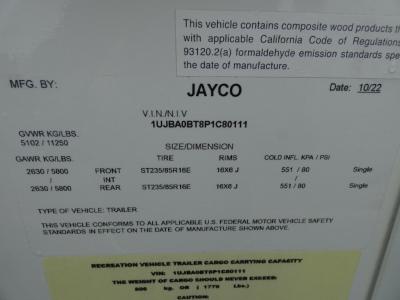 This vehicle contains composite wood products th
with applicable California Code of Regulations
93120.2(a) formaldehyde emission standards spe
the date of manufacture.
MFG. BY: JAYCO Date: 10/22
V.I.N./N.I.V
1UJBA0BT8P1C80111
GVWR KG/LBS.
5102 / 11250
SIZE/DIMENSION
GAWR KG/LBS. TIRE RIMS COLD INFL. KPA / PSI
2630 / 5800 FRONT ST235/85R16E 16X6 J 551 / 80 Single
/ INT /
2630 / 5800 REAR ST235/85R16E 16X6 J 551 / 80 Single
TYPE OF VEHICLE: TRAILER
THIS VEHICLE CONFORMS TO ALL APPLICABLE U.S. FEDERAL MOTOR VEHICLE SAFETY
STANDARDS IN EFFECT ON THE DATE OF MANUFACTURE SHOWN ABOVE.
RECREATION VEHICLE TRAILER CARGO CARRYING CAPACITY
VIN: 1UJBA0BT8P1C80111
THE WEIGHT OF CARGO SHOULD NEVER EXCEED:
kg. OR
CAUTION: